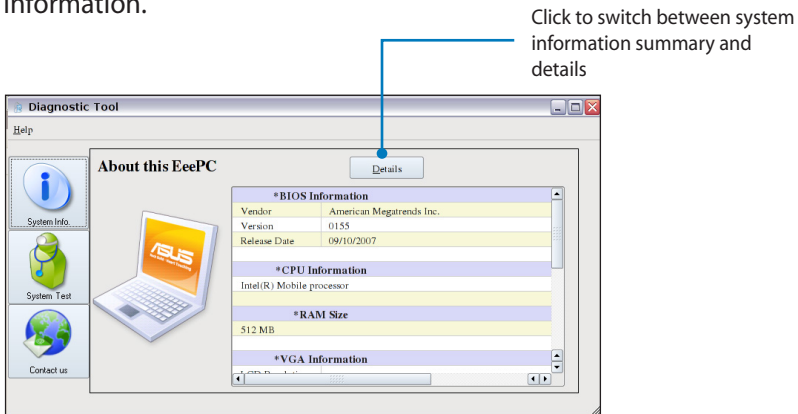 information.
Click to switch between system
information summary and
details
Diagnostic Tool
Help
About this EeePC
Details
System Info.
System Test
Contact us
ASUS
*BIOS Information
Vendor American Megatrends Inc.
Version 0155
Release Date 09/10/2007
*CPU Information
Intel(R) Mobile processor
*RAM Size
512 MB
*VGA Information